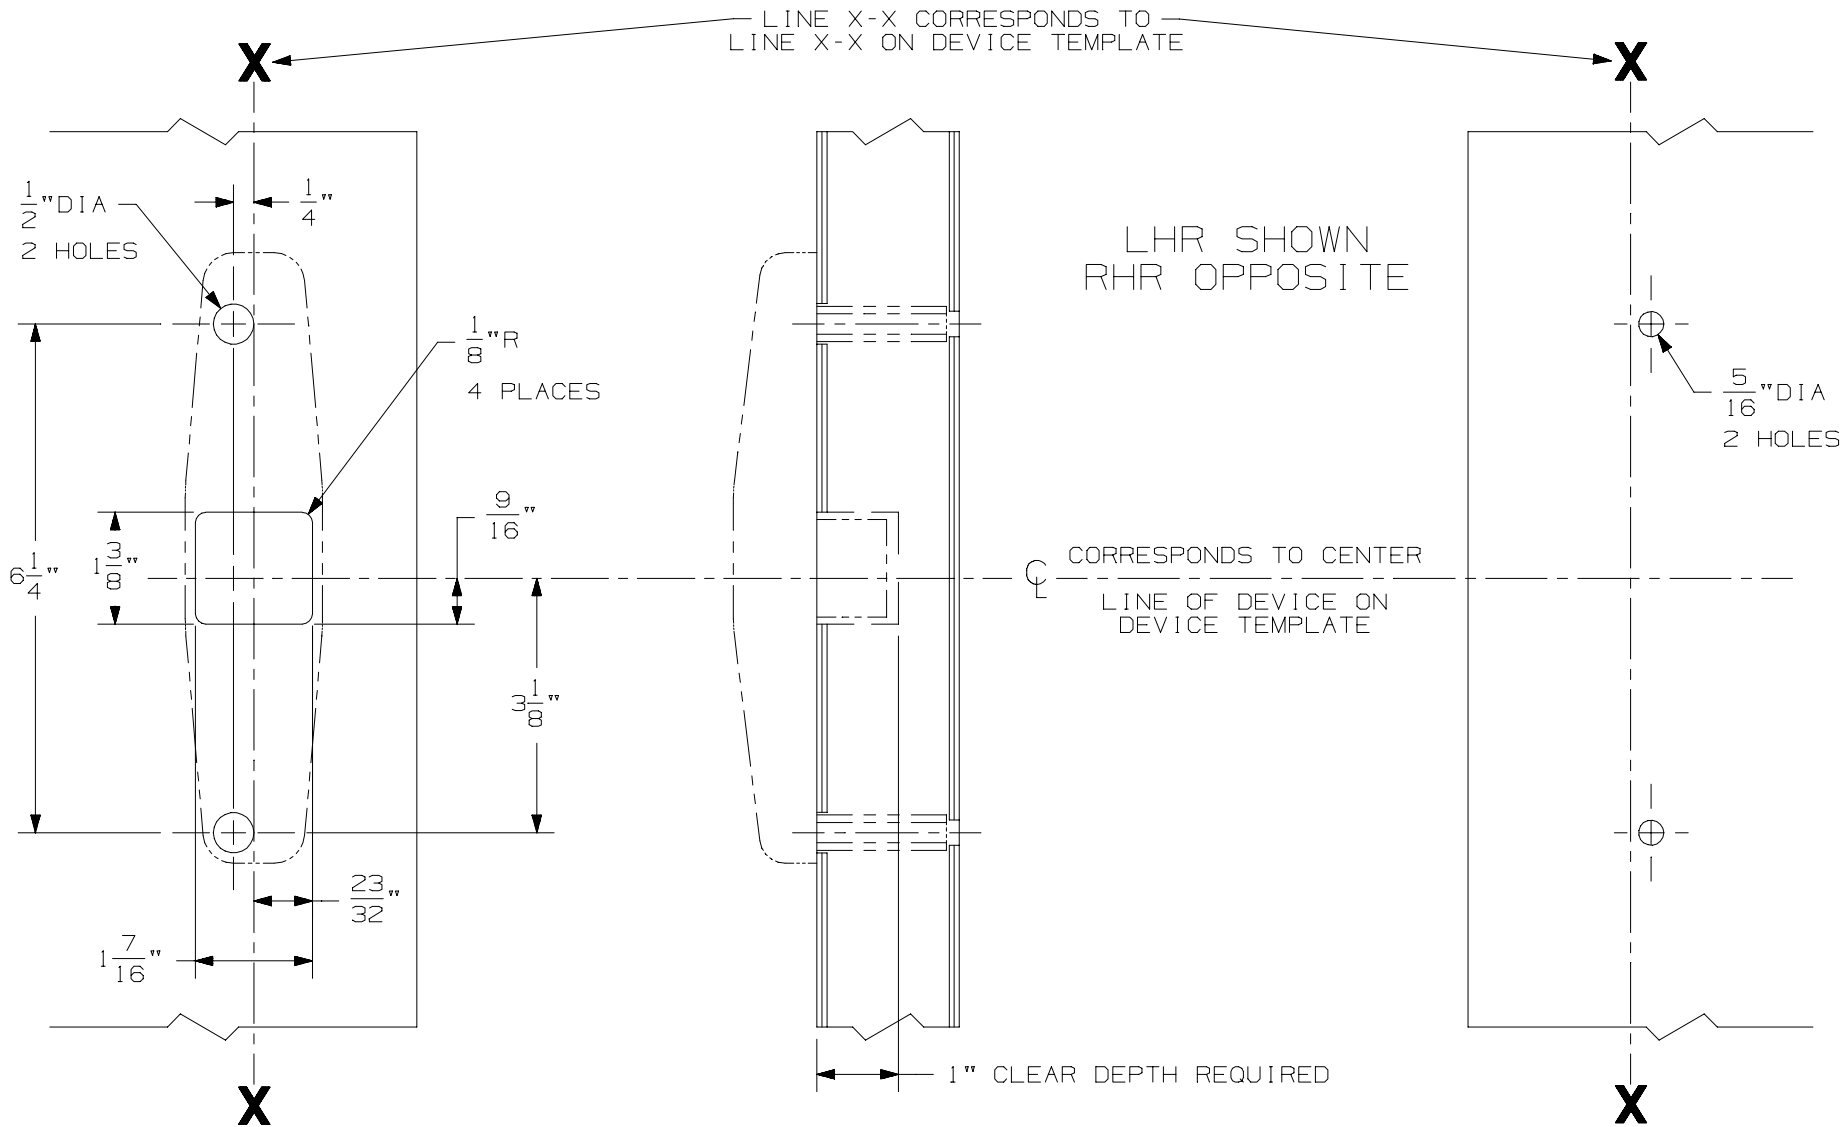 LINE X-X CORRESPONDS TO
LINE X-X ON DEVICE TEMPLATE
X
X
1/2"DIA
2 HOLES
1/4"
LHR SHOWN
RHR OPPOSITE
1/8"R
4 PLACES
5/16"DIA
2 HOLES
9/16"
6 1/4"
1 3/8"
℄ CORRESPONDS TO CENTER
LINE OF DEVICE ON
DEVICE TEMPLATE
3 1/8"
23/32"
1 7/16"
1" CLEAR DEPTH REQUIRED
X
X